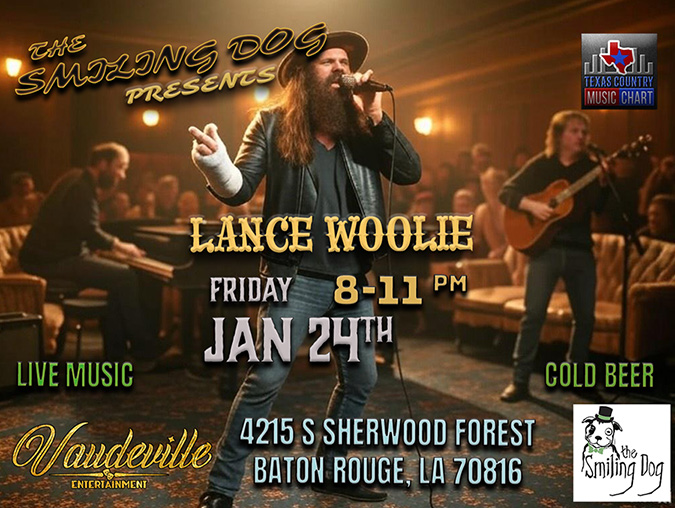 THE
SMILING DOG
PRESENTS
TEXAS COUNTRY
MUSIC CHART
LANCE WOOLIE
FRIDAY 8-11 PM
JAN 24TH
LIVE MUSIC
COLD BEER
Vaudeville
ENTERTAINMENT
4215 S SHERWOOD FOREST
BATON ROUGE, LA 70816
the
Smiling Dog